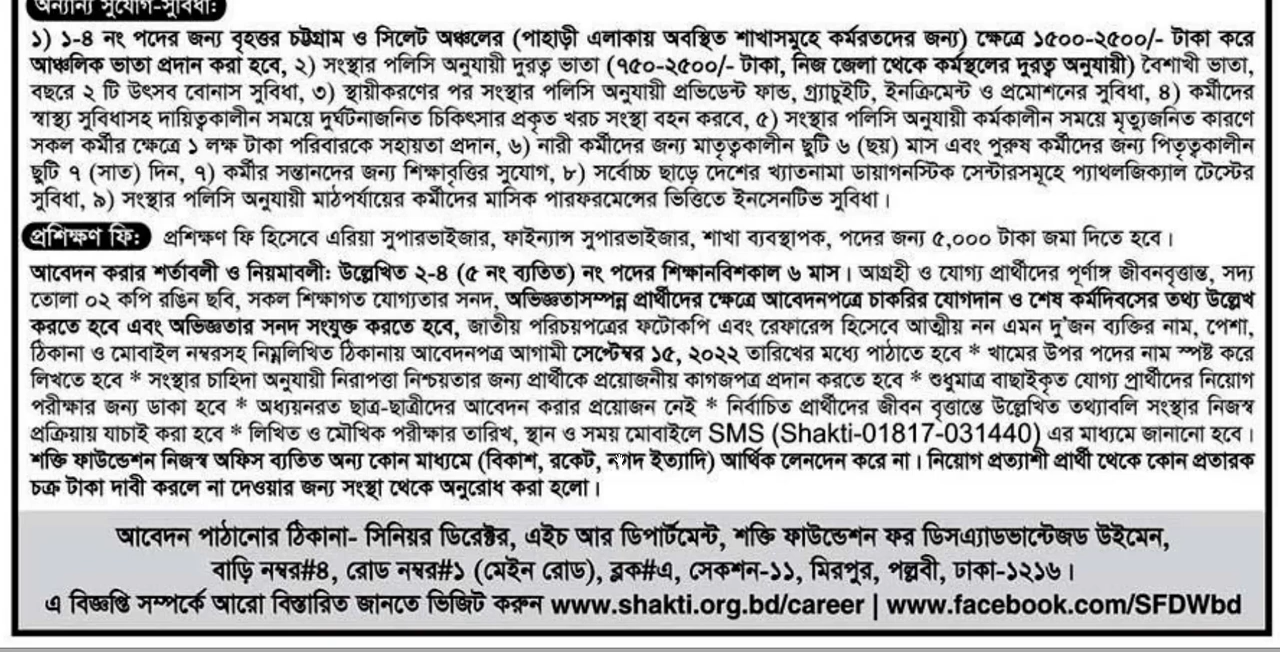 অন্যান্য সুযোগ-সুবিধা:
১) ১-৪ নং পদের জন্য বৃহত্তর চট্টগ্রাম ও সিলেট অঞ্চলের (পাহাড়ী এলাকায় অবস্থিত শাখাসমূহে কর্মরতদের জন্য) ক্ষেত্রে ১৫০০-২৫০০/- টাকা করে
আঞ্চলিক ভাতা প্রদান করা হবে, ২) সংস্থার পলিসি অনুযায়ী দুরত্ব ভাতা (৭৫০-২৫০০/- টাকা, নিজ জেলা থেকে কর্মস্থলের দুরত্ব অনুযায়ী) বৈশাখী ভাতা,
বছরে ২ টি উৎসব বোনাস সুবিধা, ৩) স্থায়ীকরণের পর সংস্থার পলিসি অনুযায়ী প্রভিডেন্ট ফান্ড, গ্র্যাচুইটি, ইনক্রিমেন্ট ও প্রমোশনের সুবিধা, ৪) কর্মীদের
স্বাস্থ্য সুবিধাসহ দায়িত্বকালীন সময়ে দুর্ঘটনাজনিত চিকিৎসার প্রকৃত খরচ সংস্থা বহন করবে, ৫) সংস্থার পলিসি অনুযায়ী কর্মকালীন সময়ে মৃত্যুজনিত কারণে
সকল কর্মীর ক্ষেত্রে ১ লক্ষ টাকা পরিবারকে সহায়তা প্রদান, ৬) নারী কর্মীদের জন্য মাতৃত্বকালীন ছুটি ৬ (ছয়) মাস এবং পুরুষ কর্মীদের জন্য পিতৃত্বকালীন
ছুটি ৭ (সাত) দিন, ৭) কর্মীর সন্তানদের জন্য শিক্ষাবৃত্তির সুযোগ, ৮) সর্বোচ্চ ছাড়ে দেশের খ্যাতনামা ডায়াগনস্টিক সেন্টারসমূহে প্যাথলজিক্যাল টেস্টের
সুবিধা, ৯) সংস্থার পলিসি অনুযায়ী মাঠপর্যায়ের কর্মীদের মাসিক পারফরমেন্সের ভিত্তিতে ইনসেনটিভ সুবিধা।
প্রশিক্ষণ ফি: প্রশিক্ষণ ফি হিসেবে এরিয়া সুপারভাইজার, ফাইন্যান্স সুপারভাইজার, শাখা ব্যবস্থাপক, পদের জন্য ৫,০০০ টাকা জমা দিতে হবে।
আবেদন করার শর্তাবলী ও নিয়মাবলী: উল্লেখিত ২-৪ (৫ নং ব্যতিত) নং পদের শিক্ষানবিশকাল ৬ মাস। আগ্রহী ও যোগ্য প্রার্থীদের পূর্ণাঙ্গ জীবনবৃত্তান্ত, সদ্য
তোলা ০২ কপি রঙিন ছবি, সকল শিক্ষাগত যোগ্যতার সনদ, অভিজ্ঞতাসম্পন্ন প্রার্থীদের ক্ষেত্রে আবেদনপত্রে চাকরির যোগদান ও শেষ কর্মদিবসের তথ্য উল্লেখ
করতে হবে এবং অভিজ্ঞতার সনদ সংযুক্ত করতে হবে, জাতীয় পরিচয়পত্রের ফটোকপি এবং রেফারেন্স হিসেবে আত্মীয় নন এমন দু'জন ব্যক্তির নাম, পেশা,
ঠিকানা ও মোবাইল নম্বরসহ নিম্নলিখিত ঠিকানায় আবেদনপত্র আগামী সেপ্টেম্বর ১৫, ২০২২ তারিখের মধ্যে পাঠাতে হবে * খামের উপর পদের নাম স্পষ্ট করে
লিখতে হবে * সংস্থার চাহিদা অনুযায়ী নিরাপত্তা নিশ্চয়তার জন্য প্রার্থীকে প্রয়োজনীয় কাগজপত্র প্রদান করতে হবে * শুধুমাত্র বাছাইকৃত যোগ্য প্রার্থীদের নিয়োগ
পরীক্ষার জন্য ডাকা হবে * অধ্যয়নরত ছাত্র-ছাত্রীদের আবেদন করার প্রয়োজন নেই * নির্বাচিত প্রার্থীদের জীবন বৃত্তান্তে উল্লেখিত তথ্যাবলি সংস্থার নিজস্ব
প্রক্রিয়ায় যাচাই করা হবে * লিখিত ও মৌখিক পরীক্ষার তারিখ, স্থান ও সময় মোবাইলে SMS (Shakti-01817-031440) এর মাধ্যমে জানানো হবে।
শক্তি ফাউন্ডেশন নিজস্ব অফিস ব্যতিত অন্য কোন মাধ্যমে (বিকাশ, রকেট, নগদ ইত্যাদি) আর্থিক লেনদেন করে না। নিয়োগ প্রত্যাশী প্রার্থী থেকে কোন প্রতারক
চক্র টাকা দাবী করলে না দেওয়ার জন্য সংস্থা থেকে অনুরোধ করা হলো।
আবেদন পাঠানোর ঠিকানা- সিনিয়র ডিরেক্টর, এইচ আর ডিপার্টমেন্ট, শক্তি ফাউন্ডেশন ফর ডিসএ্যাডভান্টেজড উইমেন,
বাড়ি নম্বর#৪, রোড নম্বর#১ (মেইন রোড), ব্লক#এ, সেকশন-১১, মিরপুর, পল্লবী, ঢাকা-১২১৬।
এ বিজ্ঞপ্তি সম্পর্কে আরো বিস্তারিত জানতে ভিজিট করুন www.shakti.org.bd/career | www.facebook.com/SFDWbd